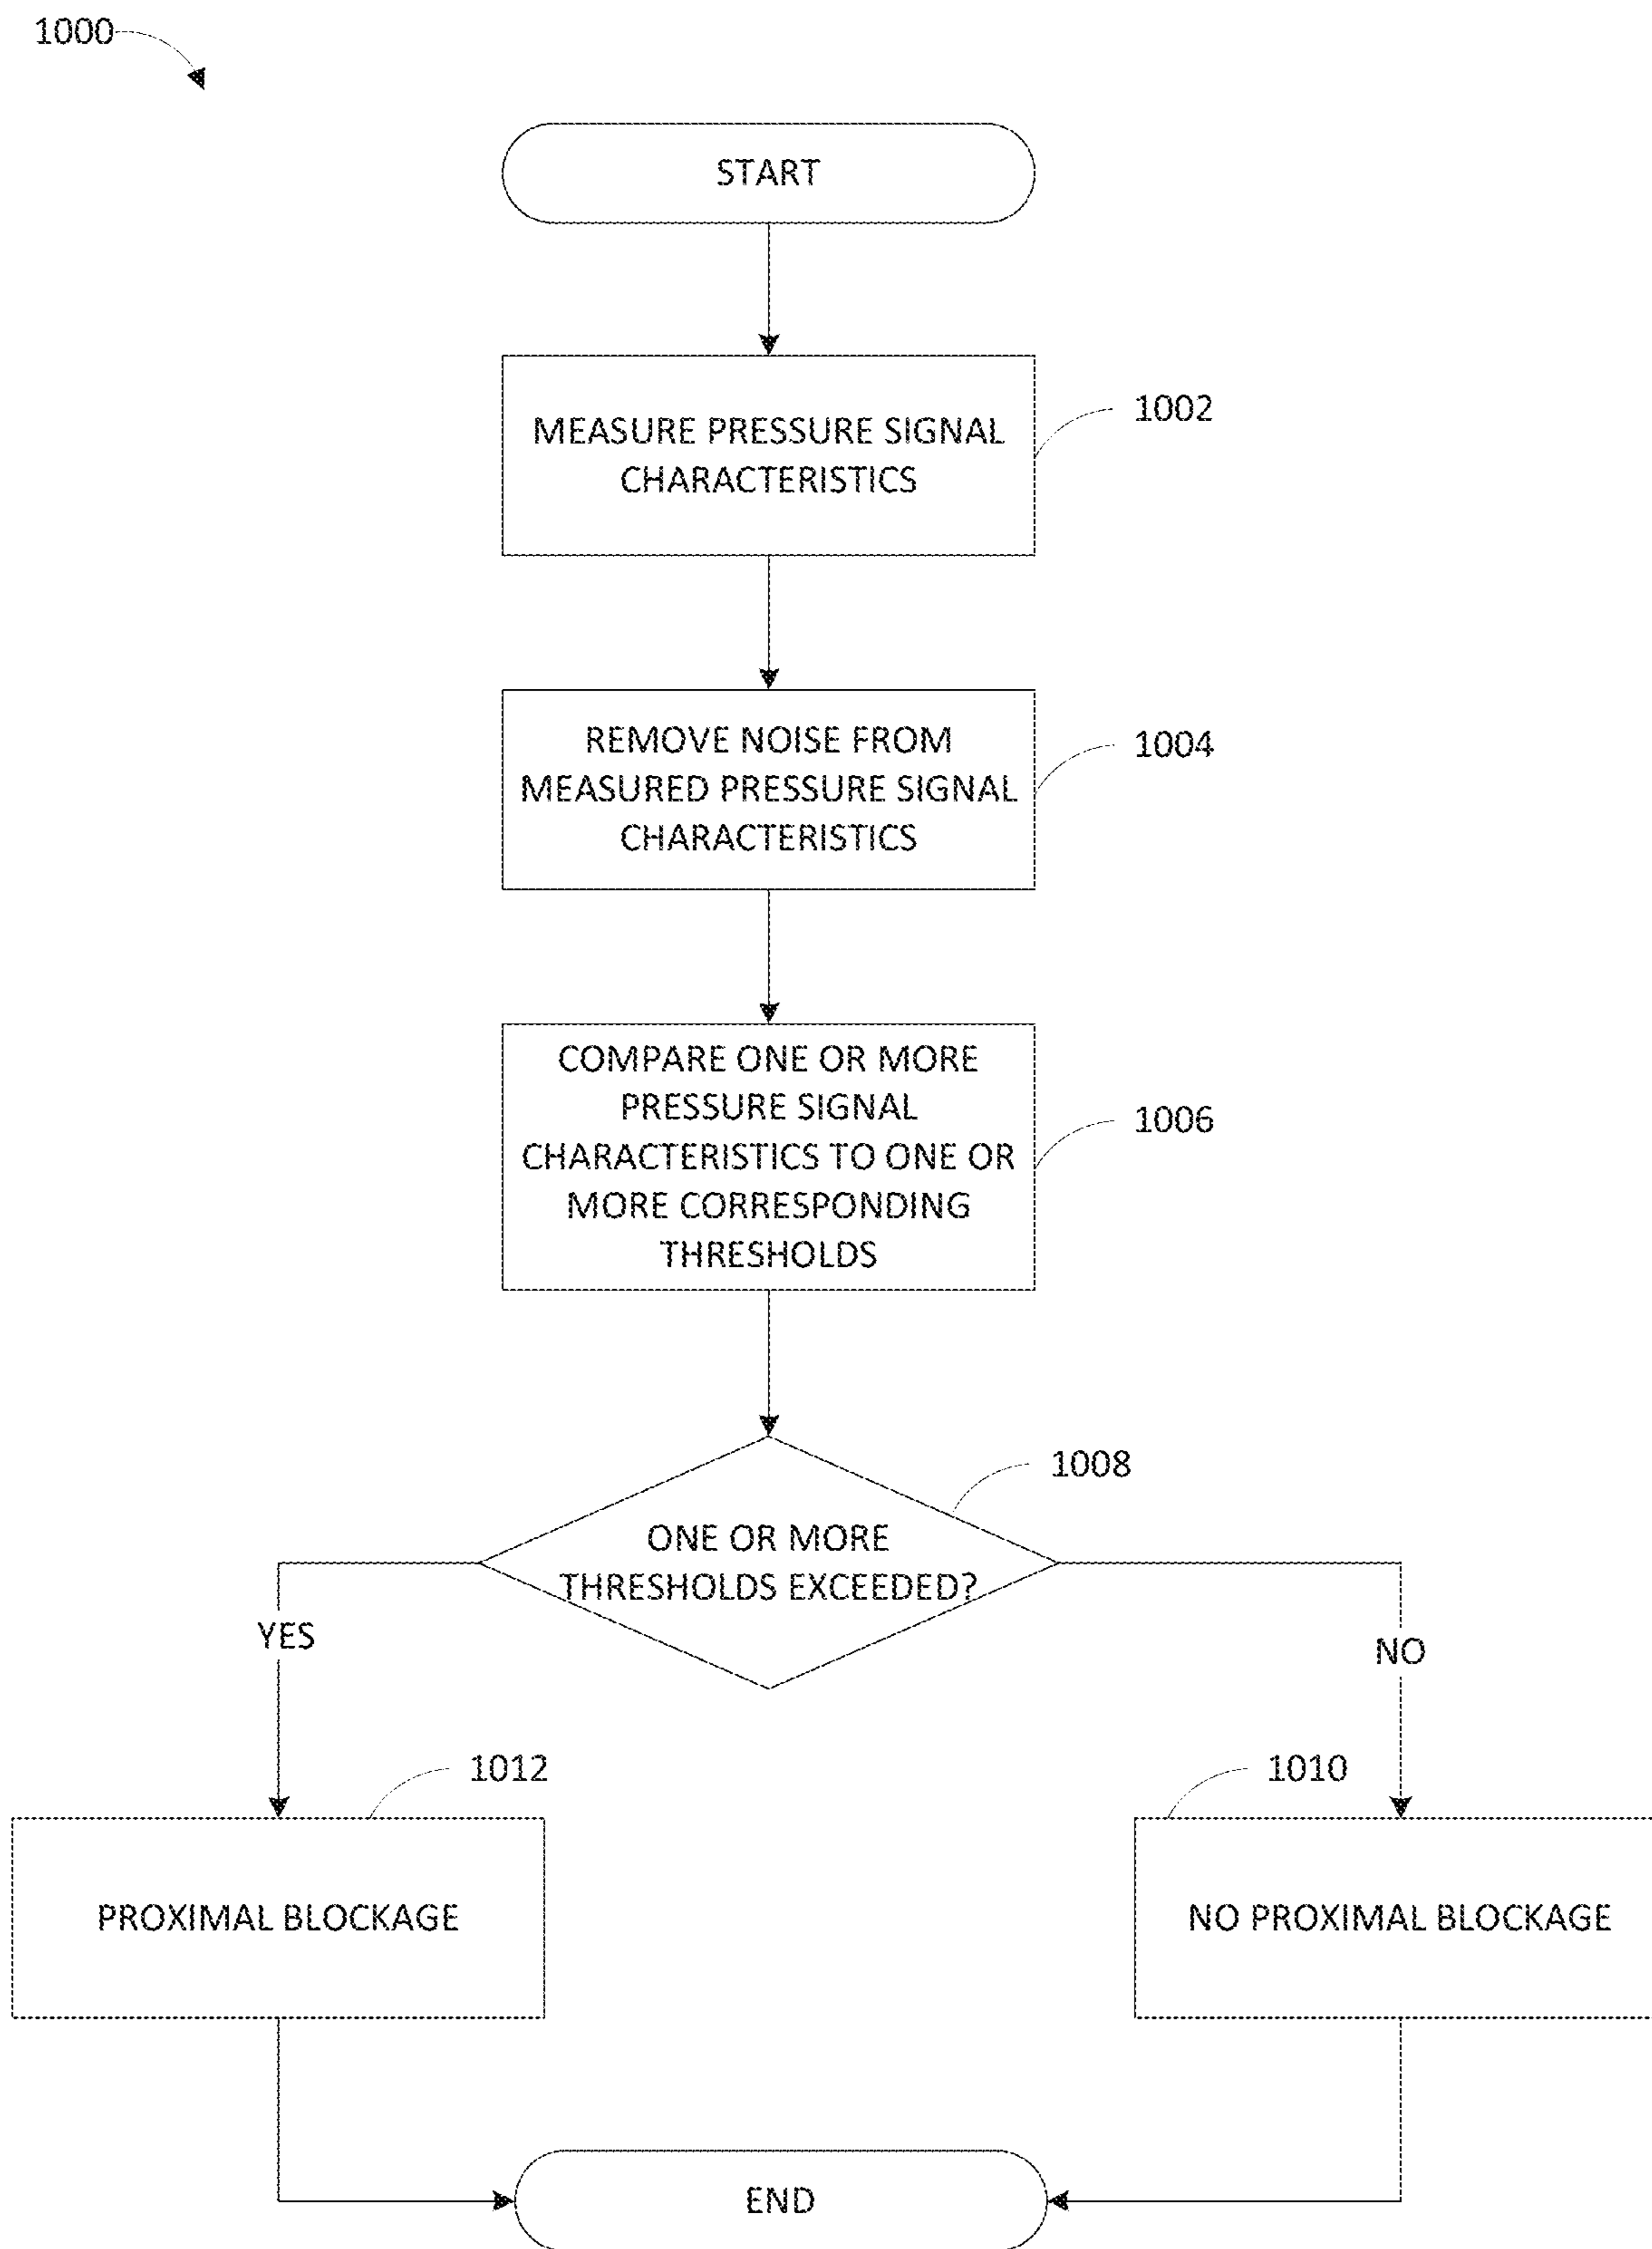 1000
START
MEASURE PRESSURE SIGNAL
CHARACTERISTICS
1002
REMOVE NOISE FROM
MEASURED PRESSURE SIGNAL
CHARACTERISTICS
1004
COMPARE ONE OR MORE
PRESSURE SIGNAL
CHARACTERISTICS TO ONE OR
MORE CORRESPONDING
THRESHOLDS
1006
ONE OR MORE
THRESHOLDS EXCEEDED?
1008
YES
NO
1012
1010
PROXIMAL BLOCKAGE
NO PROXIMAL BLOCKAGE
END